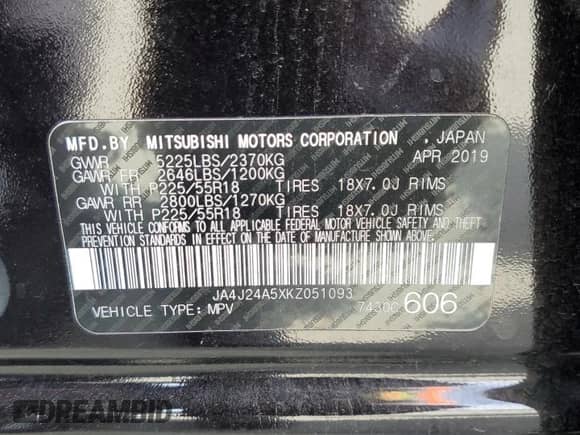 MFD.BY MITSUBISHI MOTORS CORPORATION , JAPAN
GVWR 5225LBS/2370KG APR 2019
GAWR FR 2646LBS/1200KG
WITH P225/55R18 TIRES 18X7.0J RIMS
GAWR RR 2800LBS/1270KG
WITH P225/55R18 TIRES 18X7.0J RIMS
THIS VEHICLE CONFORMS TO ALL APPLICABLE FEDERAL MOTOR VEHICLE SAFETY AND THEFT
PREVENTION STANDARDS IN EFFECT ON THE DATE OF MANUFACTURE SHOWN ABOVE.
JA4J24A5XKZ051093
VEHICLE TYPE: MPV 7430C 606
DREAMBID